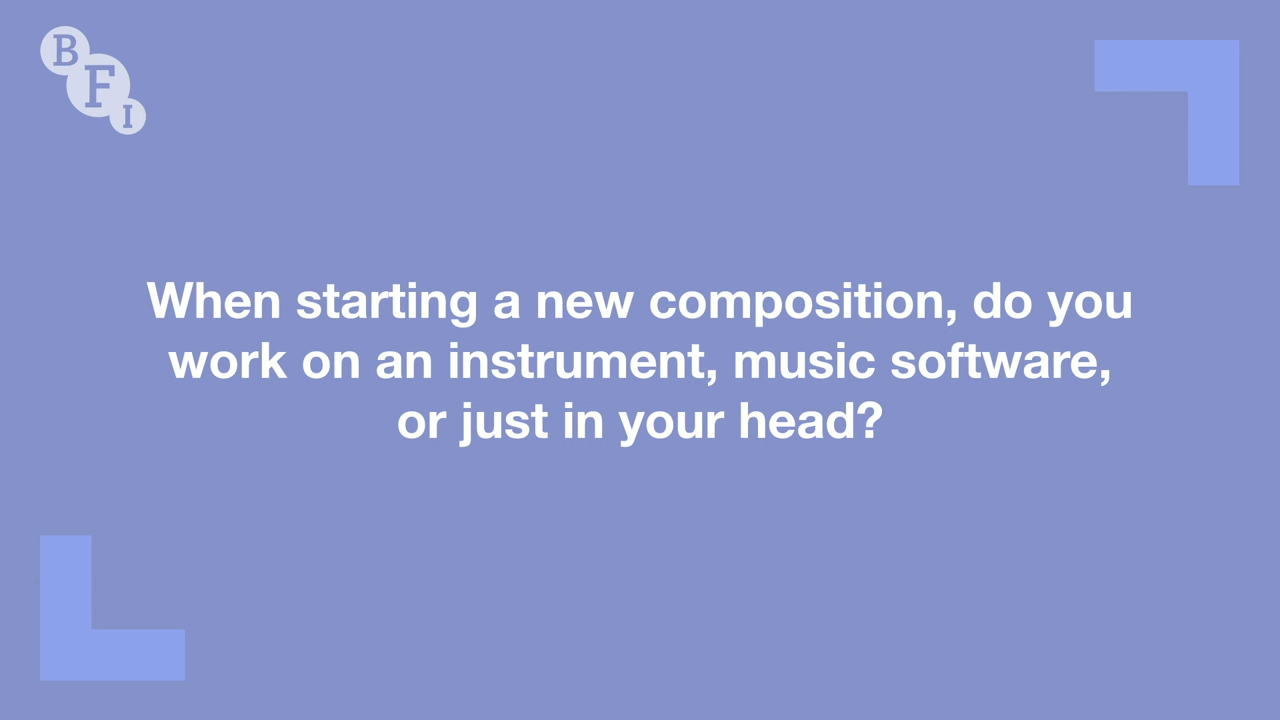 BFI
When starting a new composition, do you
work on an instrument, music software,
or just in your head?